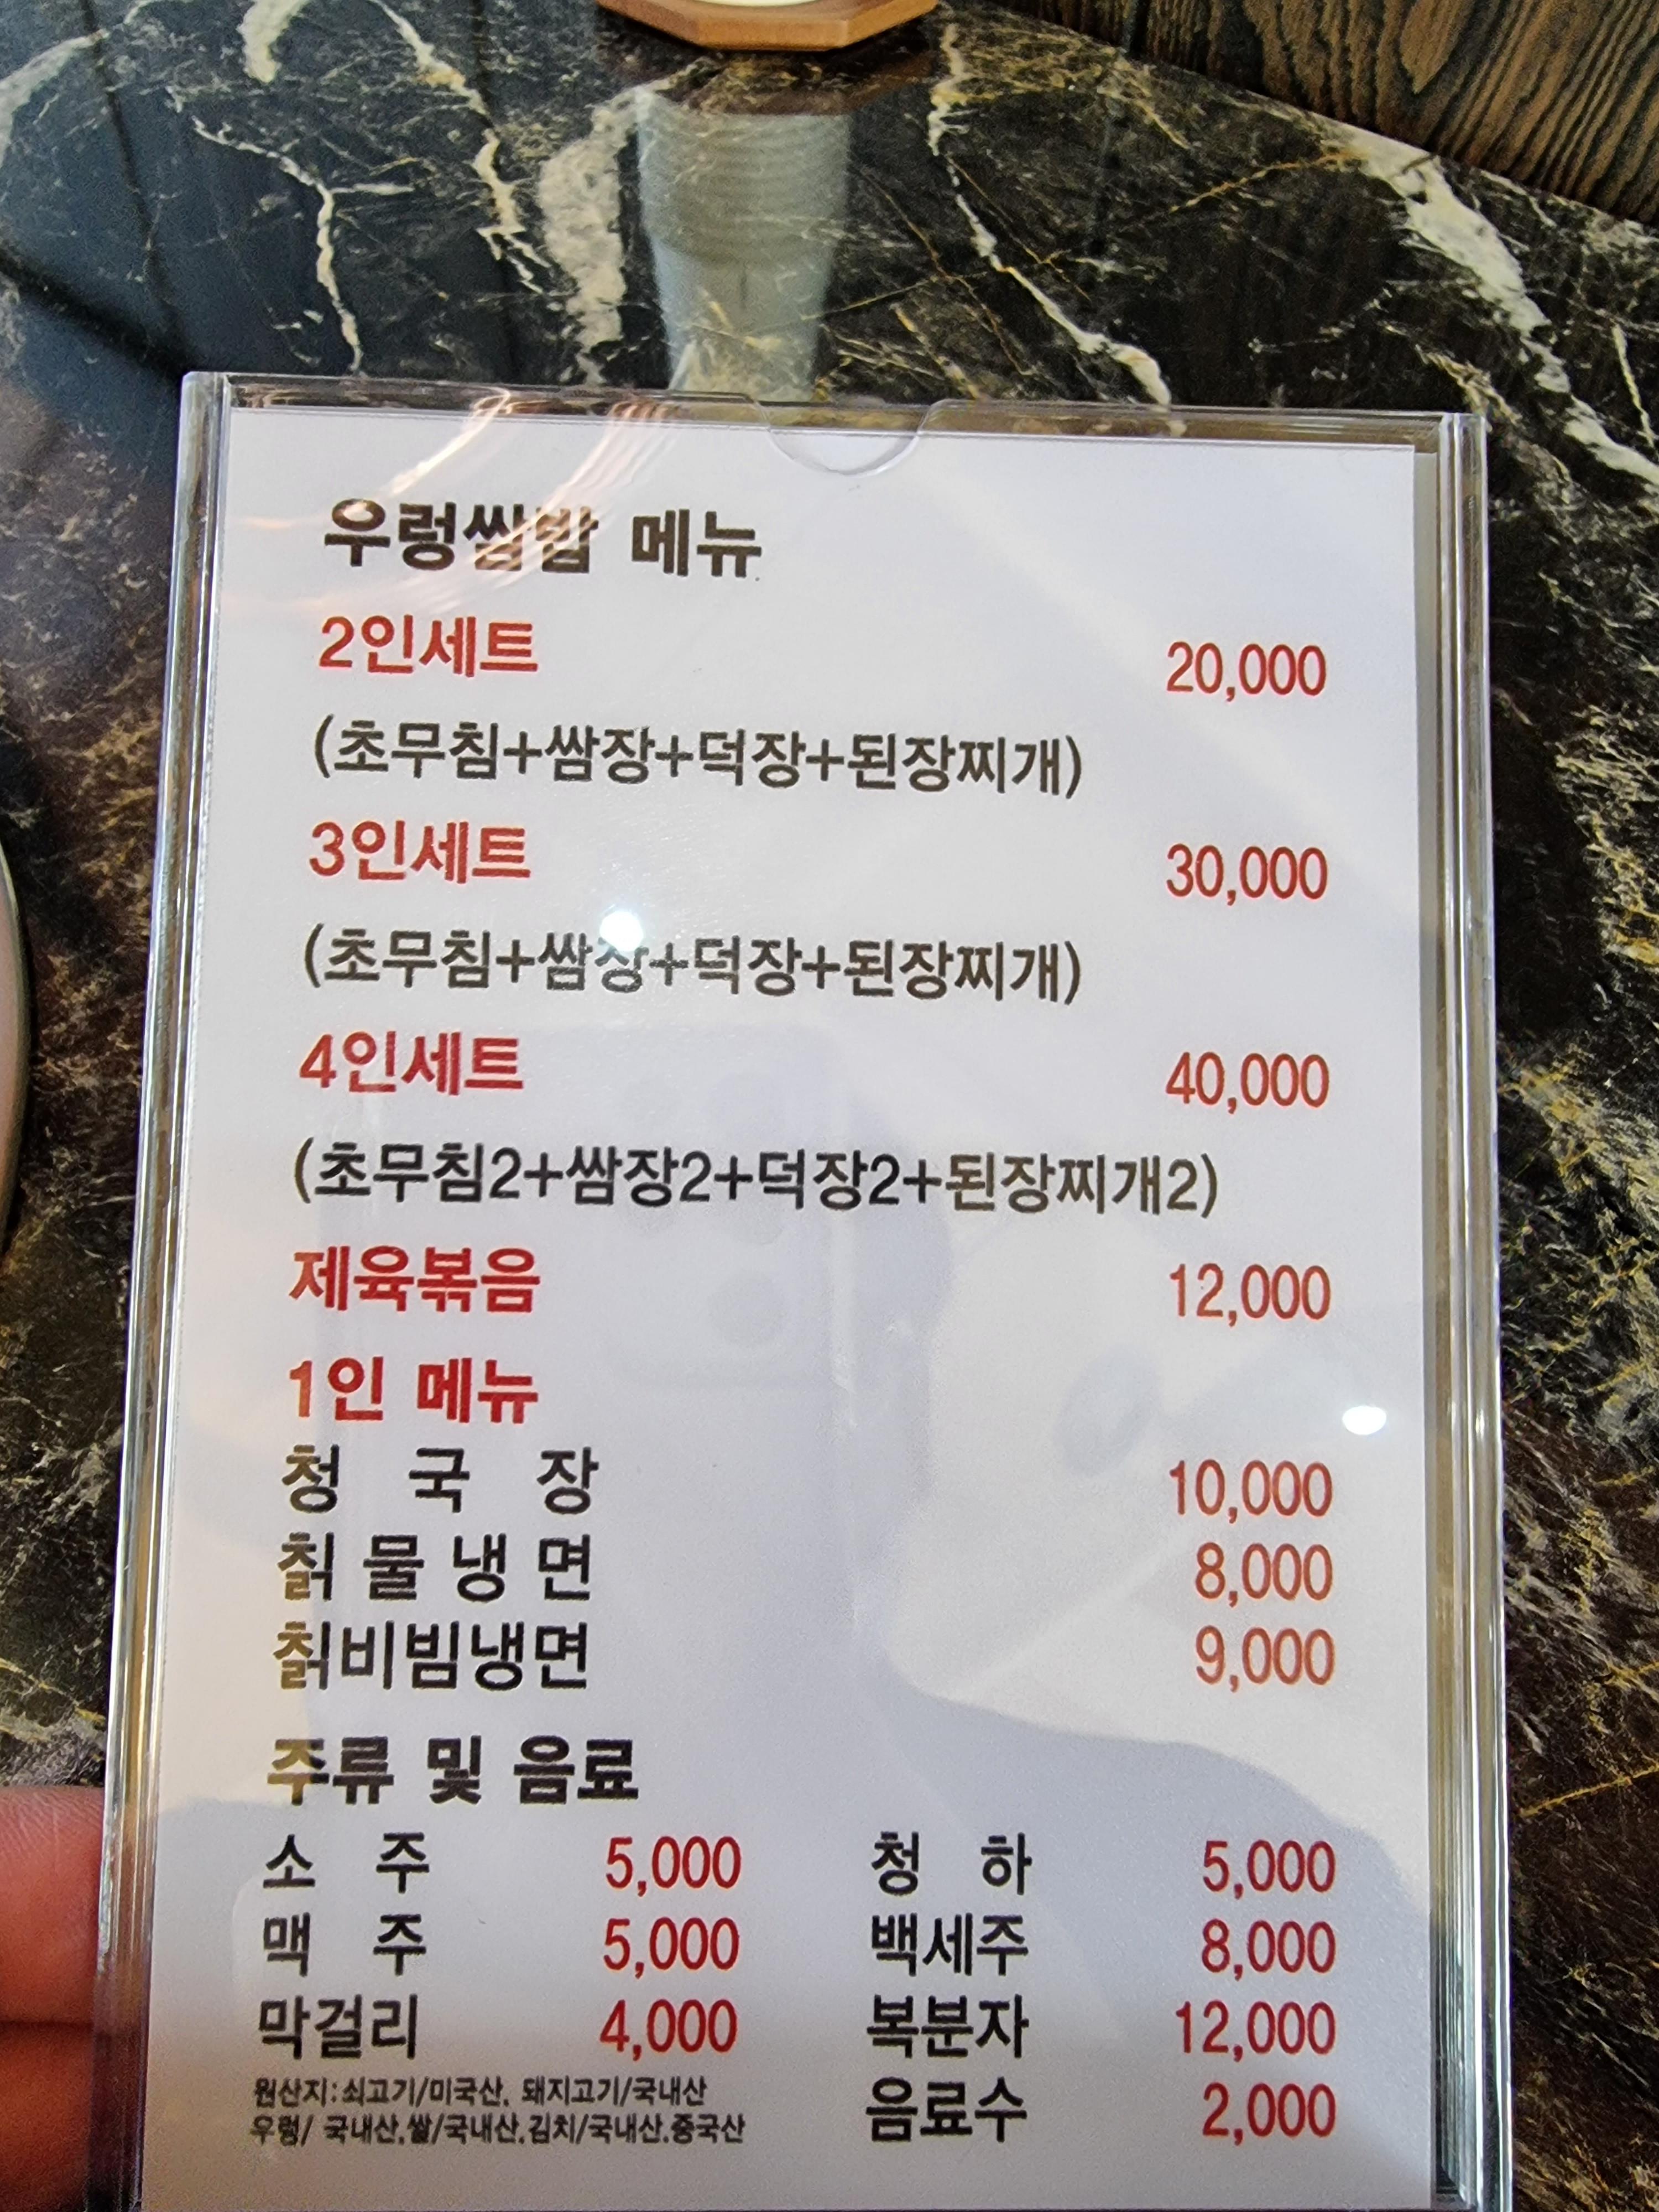 우렁쌈밥 메뉴
2인세트 20,000
(초무침+쌈장+덕장+된장찌개)
3인세트 30,000
(초무침+쌈장+덕장+된장찌개)
4인세트 40,000
(초무침2+쌈장2+덕장2+된장찌개2)
제육볶음 12,000
1인 메뉴
청 국 장 10,000
칡 물 냉 면 8,000
칡비빔냉면 9,000
주류 및 음료
소 주 5,000 청 하 5,000
맥 주 5,000 백세주 8,000
막걸리 4,000 복분자 12,000
원산지:쇠고기/미국산, 돼지고기/국내산
우렁/ 국내산,쌀/국내산,김치/국내산.중국산
음료수 2,000